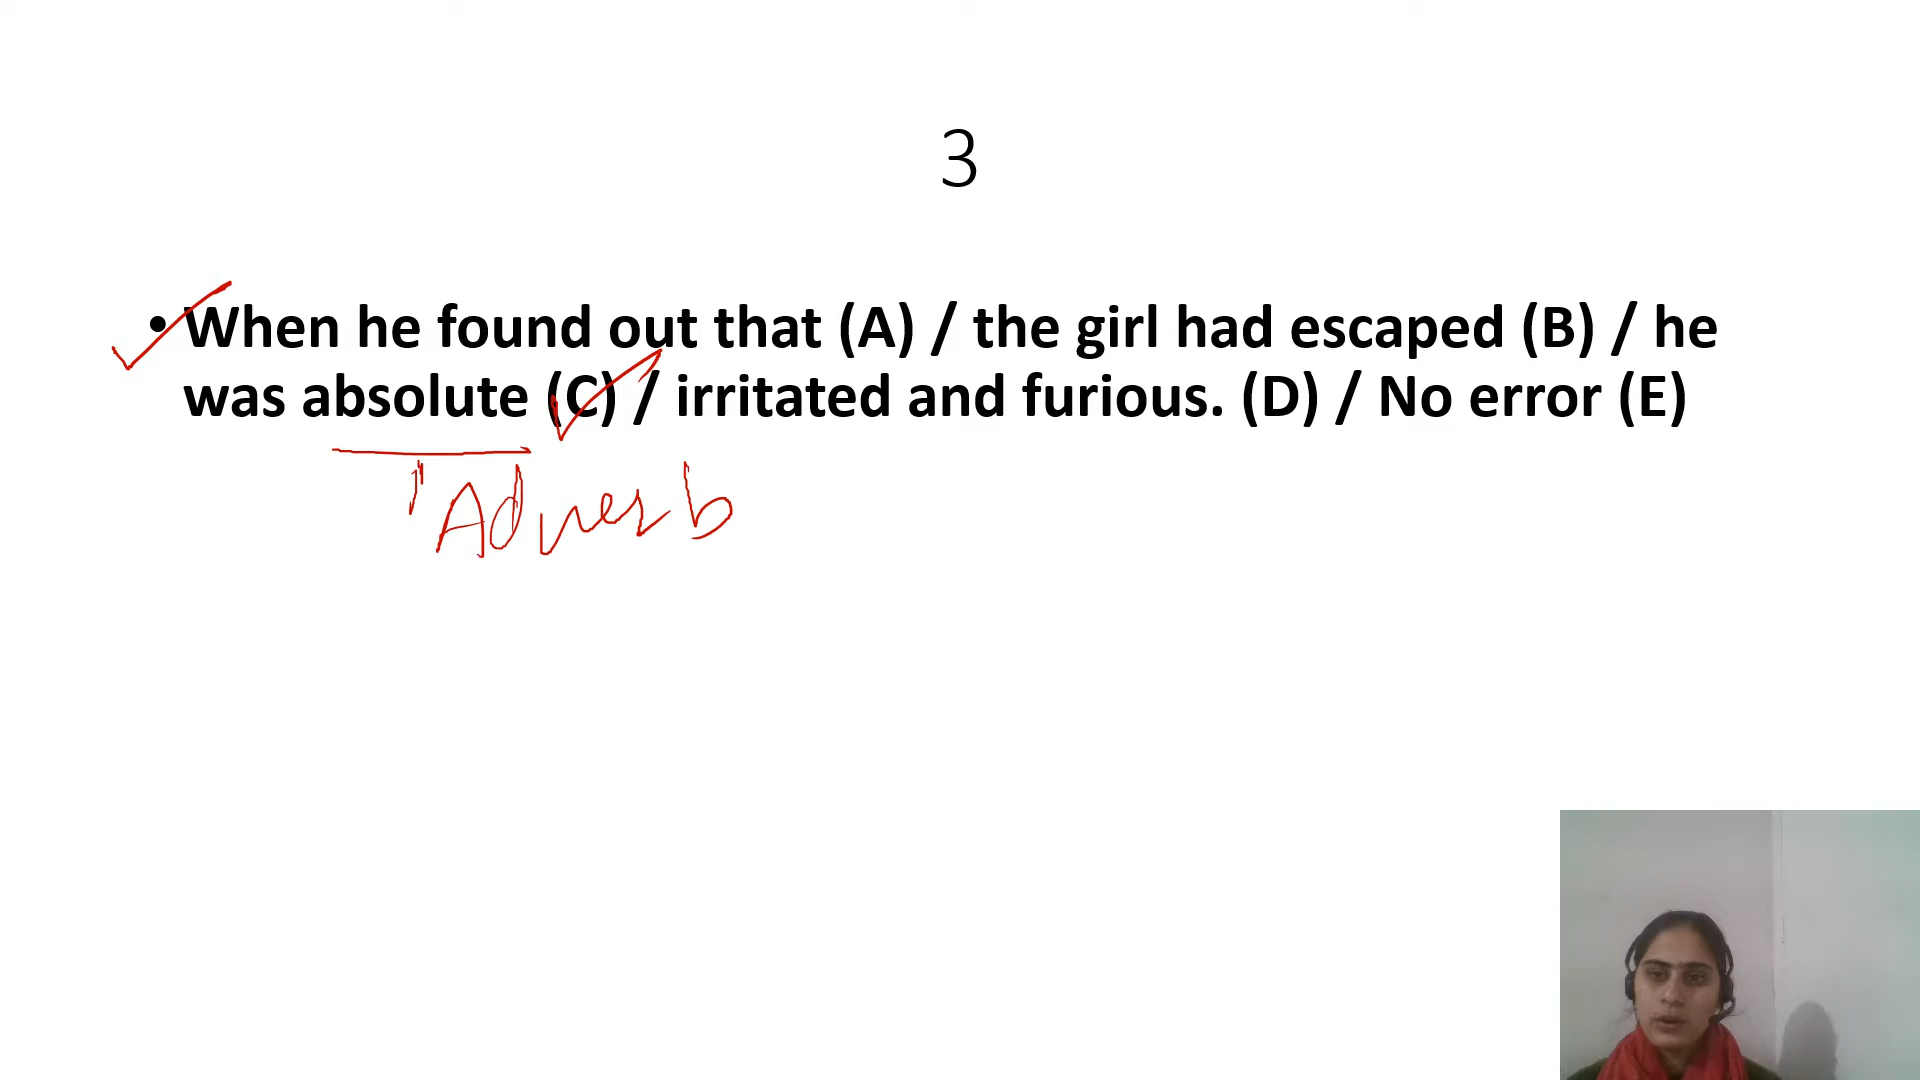 3
• When he found out that (A) / the girl had escaped (B) / he
was absolute (C) / irritated and furious. (D) / No error (E)
Adverb